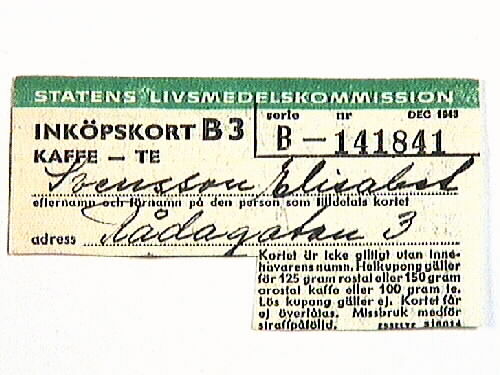 STATENS LIVSMEDELSKOMMISSION
INKÖPSKORT B 3
KAFFE — TE
serie nr DEC 1943
B — 141841
Svensson Elisabet
efternamn och förnamn på den person som tilldelats kortet
adress Rådagatan 3
Kortet är icke giltigt utan inne-
havarens namn. Helkupong gäller
för 125 gram rostat eller 150 gram
orostat kaffe eller 100 gram te.
Lös kupong gäller ej. Kortet får
ej överlåtas. Missbruk medför
straffpåföljd. ESSELTE